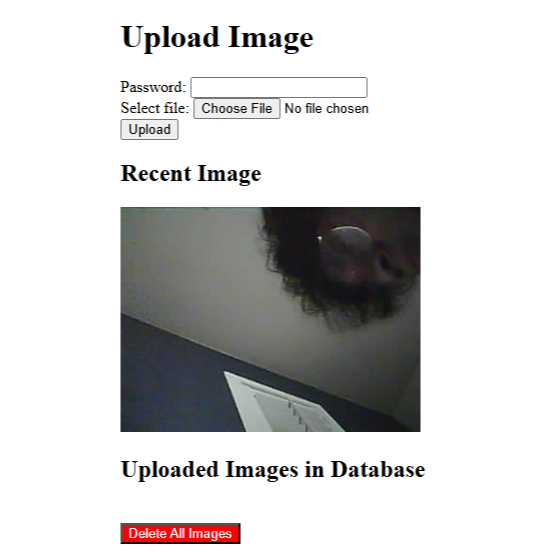 Upload Image
Password:
Select file: Choose File No file chosen
Upload
Recent Image
Uploaded Images in Database
Delete All Images